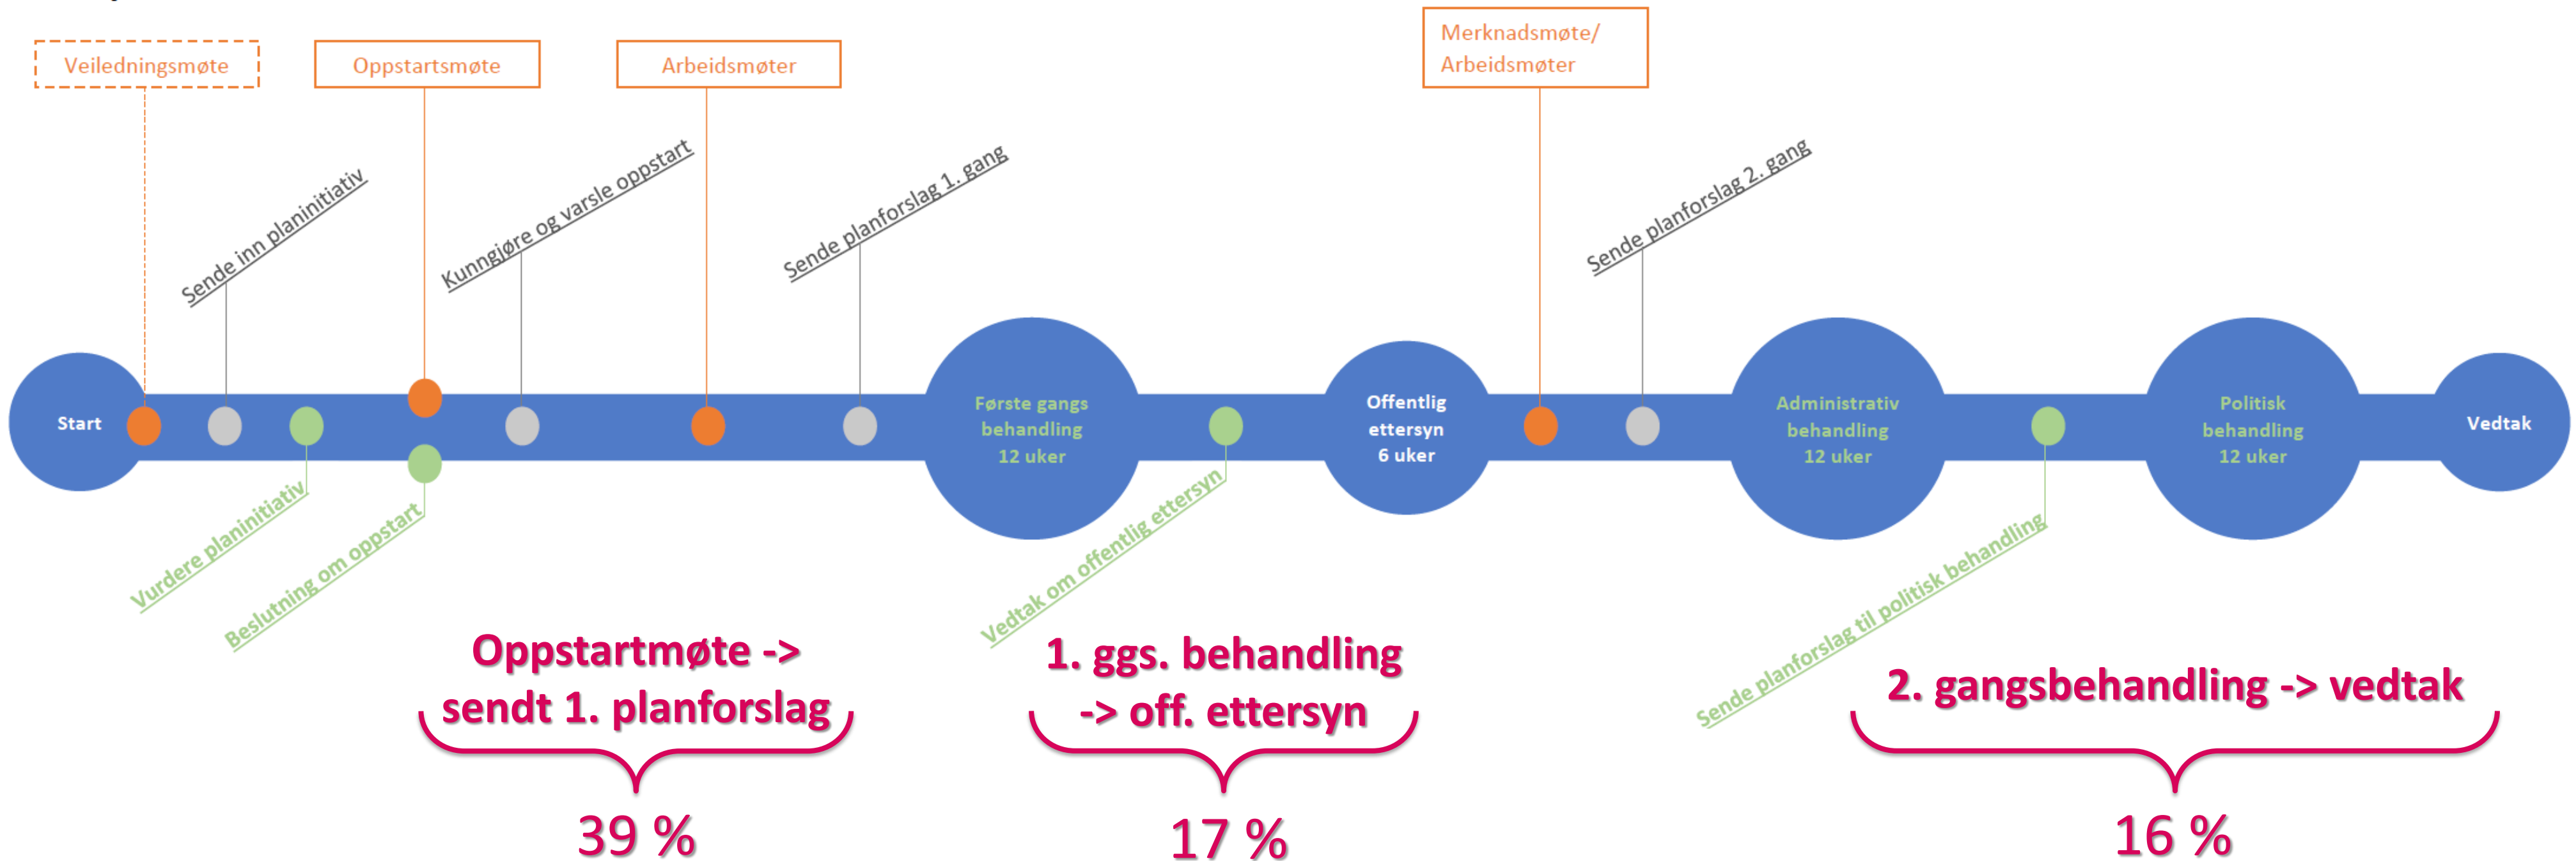 Veiledningsmøte
Oppstartsmøte
Arbeidsmøter
Merknadsmøte/
Arbeidsmøter
Sende inn planinitiativ
Kunngjøre og varsle oppstart
Sende planforslag 1. gang
Sende planforslag 2. gang
Start
Første gangs
behandling
12 uker
Offentlig
ettersyn
6 uker
Administrativ
behandling
12 uker
Politisk
behandling
12 uker
Vedtak
Vurdere planinitiativ
Beslutning om oppstart
Vedtak om offentlig ettersyn
Sende planforslag til politisk behandling
Oppstartmøte ->
sendt 1. planforslag
39 %
1. ggs. behandling
-> off. ettersyn
17 %
2. gangsbehandling -> vedtak
16 %